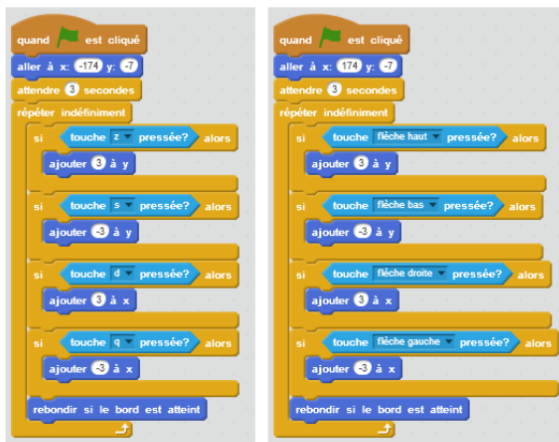 quand est cliqué
aller à x: -174 y: -7
attendre 3 secondes
répéter indéfiniment
si touche z pressée? alors
ajouter 3 à y
si touche s pressée? alors
ajouter -3 à y
si touche d pressée? alors
ajouter 3 à x
si touche q pressée? alors
ajouter -3 à x
rebondir si le bord est atteint
quand est cliqué
aller à x: 174 y: -7
attendre 3 secondes
répéter indéfiniment
si touche flèche haut pressée? alors
ajouter 3 à y
si touche flèche bas pressée? alors
ajouter -3 à y
si touche flèche droite pressée? alors
ajouter 3 à x
si touche flèche gauche pressée? alors
ajouter -3 à x
rebondir si le bord est atteint